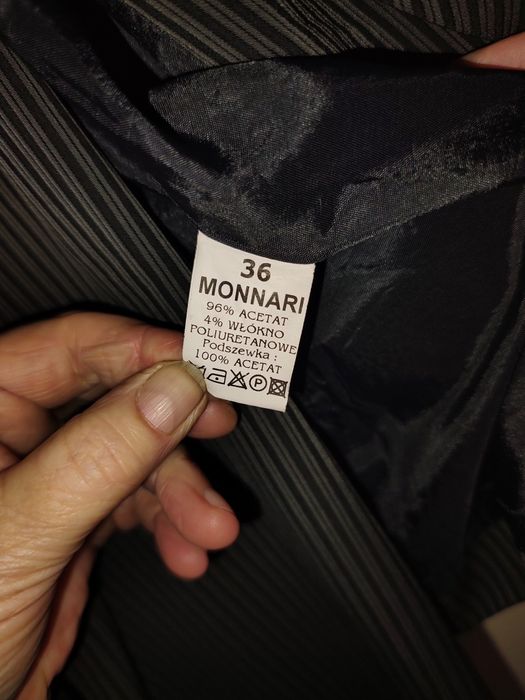 36
MONNARI
96% ACETAT
4% WŁÓKNO
POLIURETANOWE
Podszewka :
100% ACETAT
P